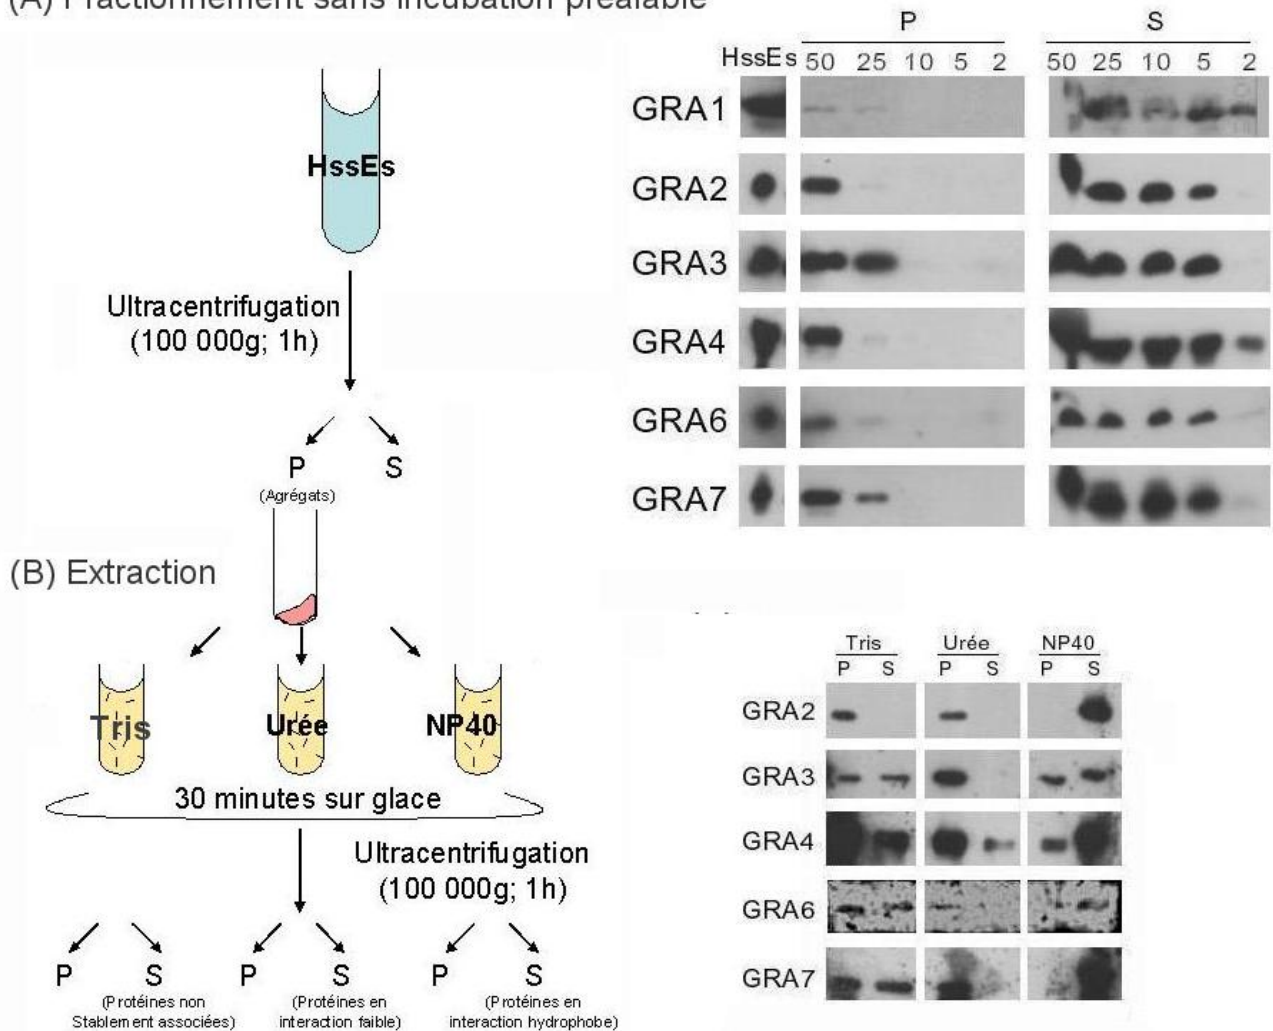 (A) Fractionnement sans incubation préalable
HssEs
Ultracentrifugation
(100 000g; 1h)
P S
(Agrégats)
P S
HssEs 50 25 10 5 2 50 25 10 5 2
GRA1
GRA2
GRA3
GRA4
GRA6
GRA7
(B) Extraction
Tris Urée NP40
30 minutes sur glace
Ultracentrifugation
(100 000g; 1h)
P S P S P S
(Protéines non
Stablement associées)
(Protéines en
interaction faible)
(Protéines en
interaction hydrophobe)
Tris Urée NP40
P S P S P S
GRA2
GRA3
GRA4
GRA6
GRA7